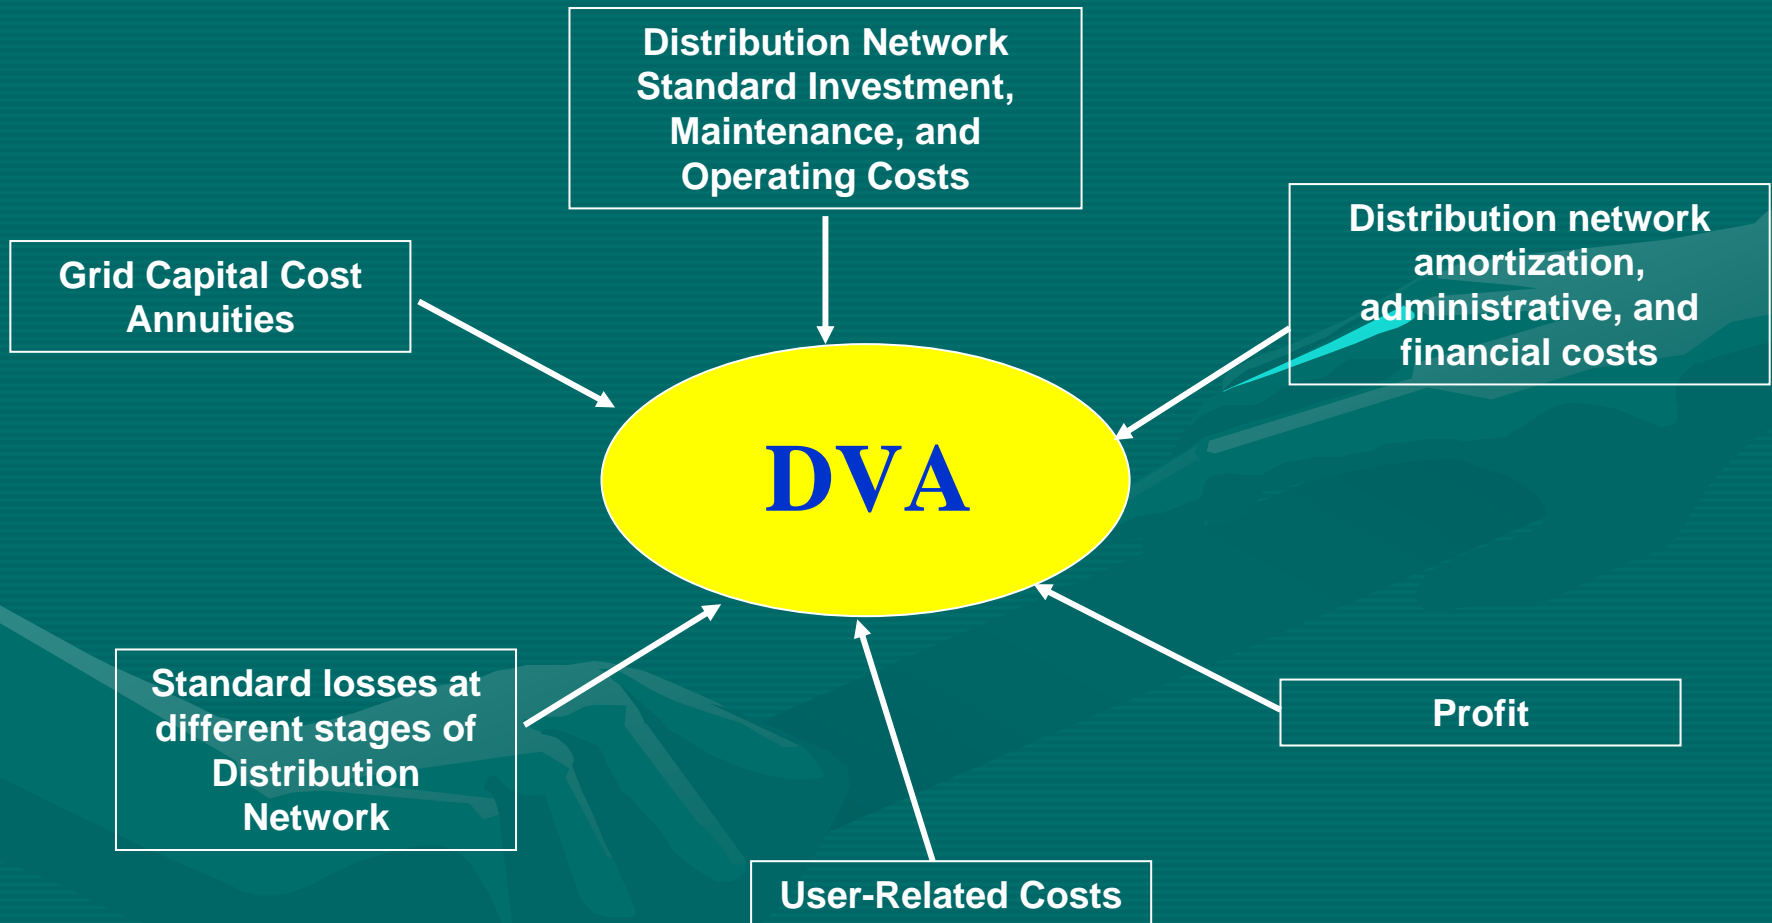 Distribution Network
Standard Investment,
Maintenance, and
Operating Costs
Distribution network
amortization,
administrative, and
financial costs
Grid Capital Cost
Annuities
DVA
Standard losses at
different stages of
Distribution
Network
Profit
User-Related Costs